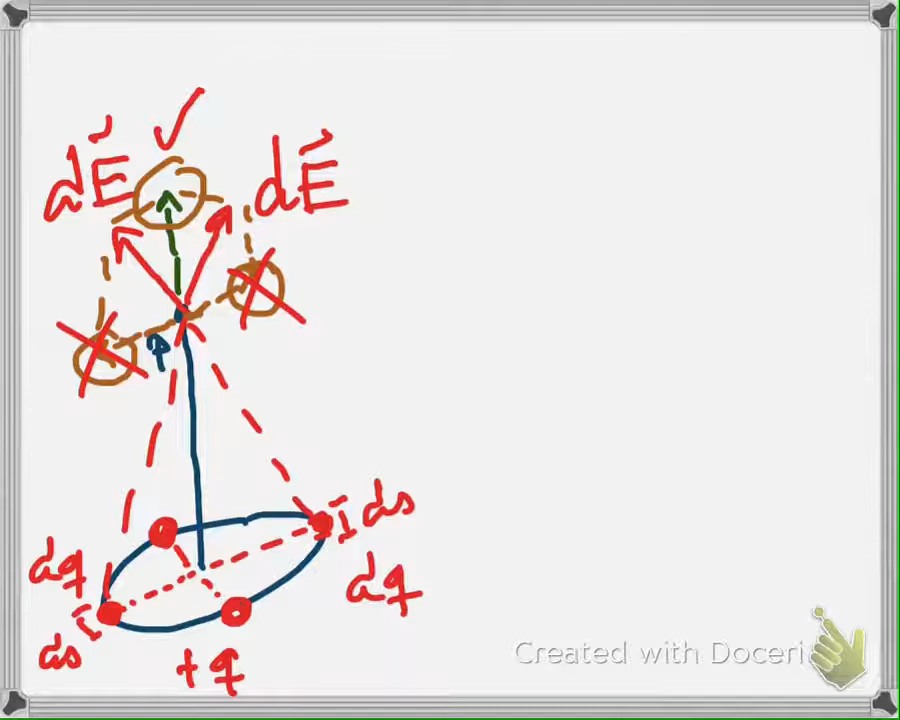 dE⃗ ✓ dE⃗
P
ds
dq
dq
ds
+q
Created with Doceri